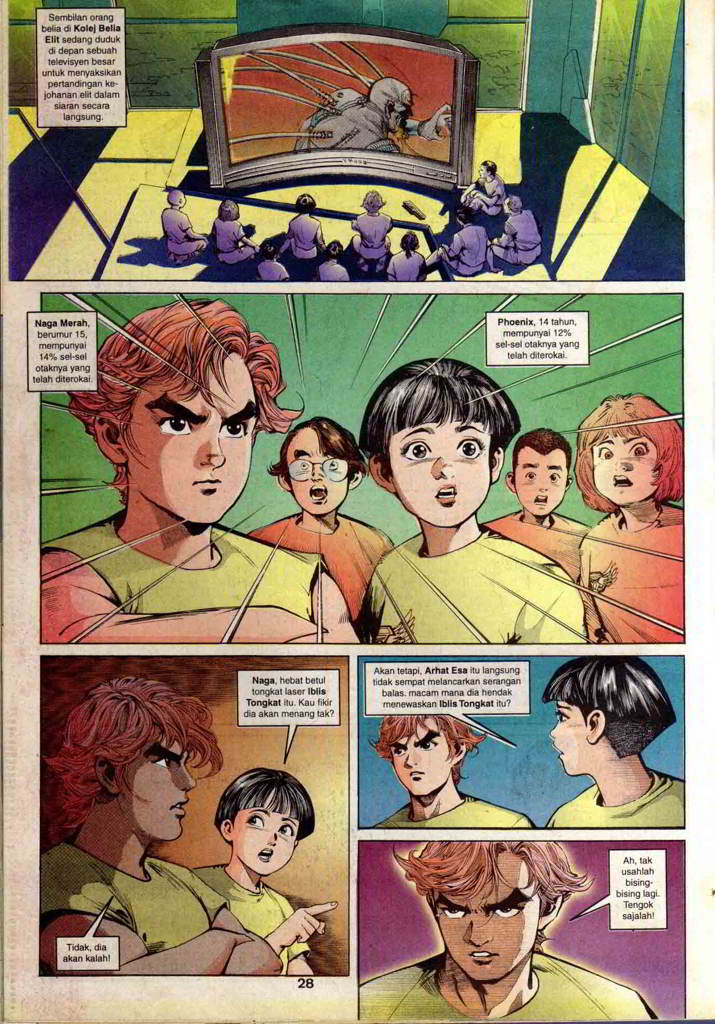 Sembilan orang
belia di Kolej Belia
Elit sedang duduk
di depan sebuah
televisyen besar
untuk menyaksikan
pertandingan ke-
johanan elit dalam
siaran secara
langsung.
Naga Merah,
berumur 15,
mempunyai
14% sel-sel
otaknya yang
telah diterokai.
Phoenix, 14 tahun,
mempunyai 12%
sel-sel otaknya yang
telah diterokai.
Naga, hebat betul
tongkat laser Iblis
Tongkat itu. Kau fikir
dia akan menang tak?
Tidak, dia
akan kalah!
Akan tetapi, Arhat Esa itu langsung
tidak sempat melancarkan serangan
balas. macam mana dia hendak
menewaskan Iblis Tongkat itu?
Ah, tak
usahlah
bising-
bising lagi.
Tengok
sajalah!
28